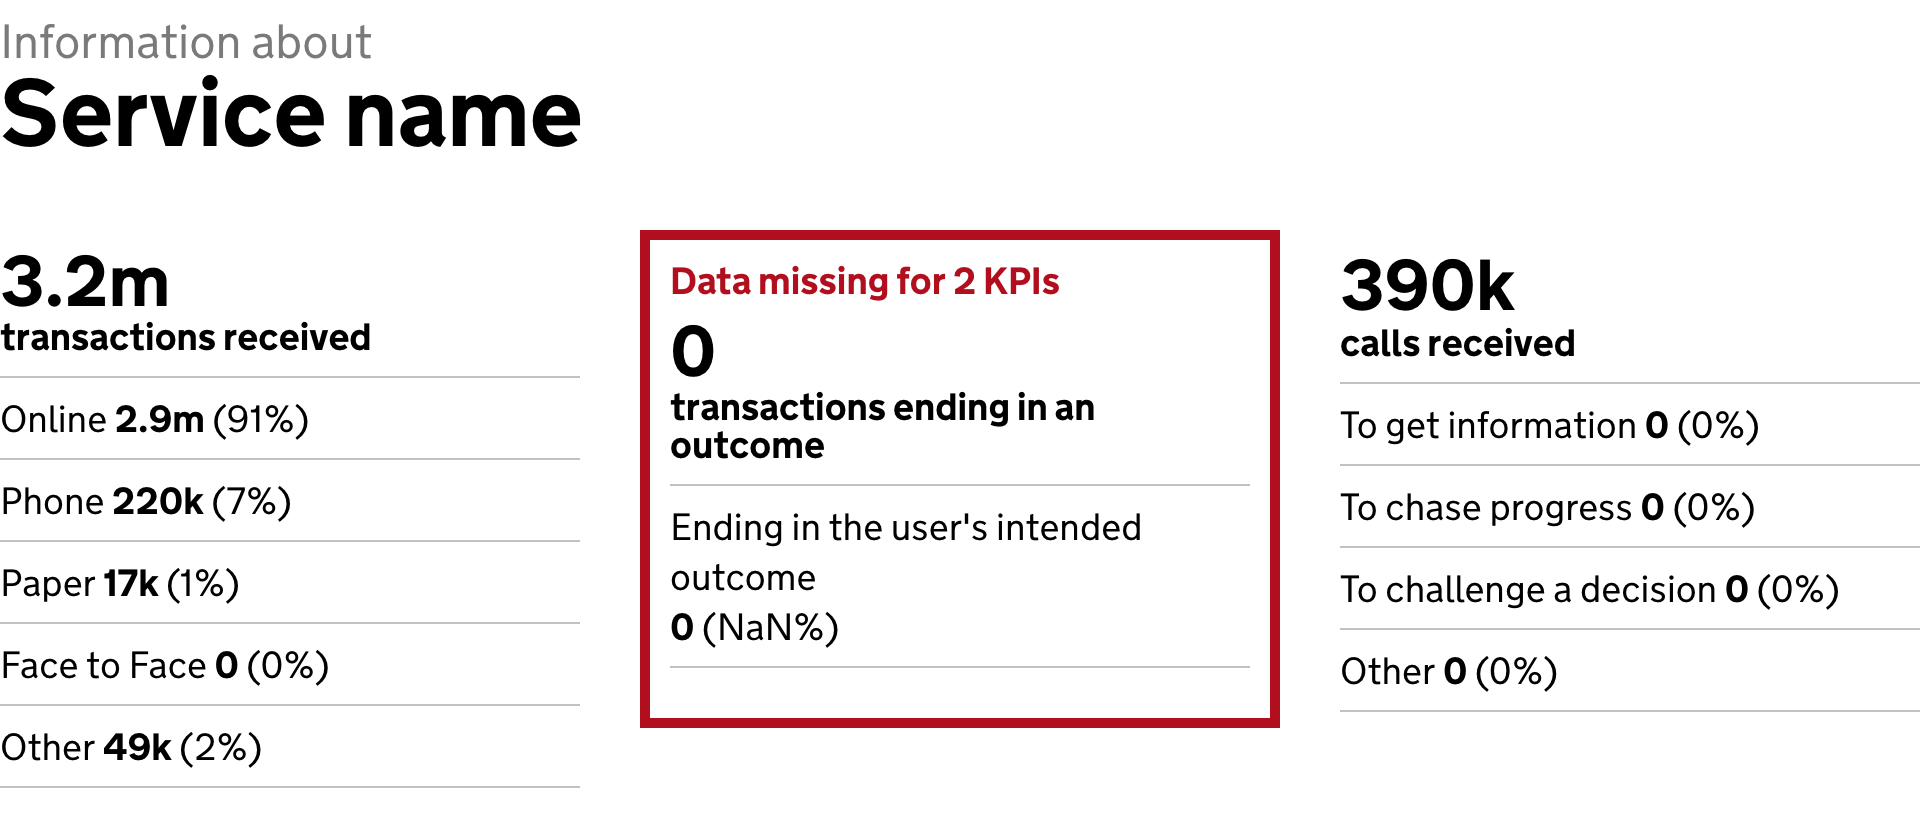 Information about
Service name
3.2m
transactions received
Online 2.9m (91%)
Phone 220k (7%)
Paper 17k (1%)
Face to Face 0 (0%)
Other 49k (2%)
Data missing for 2 KPIs
0
transactions ending in an
outcome
Ending in the user's intended
outcome
0 (NaN%)
390k
calls received
To get information 0 (0%)
To chase progress 0 (0%)
To challenge a decision 0 (0%)
Other 0 (0%)